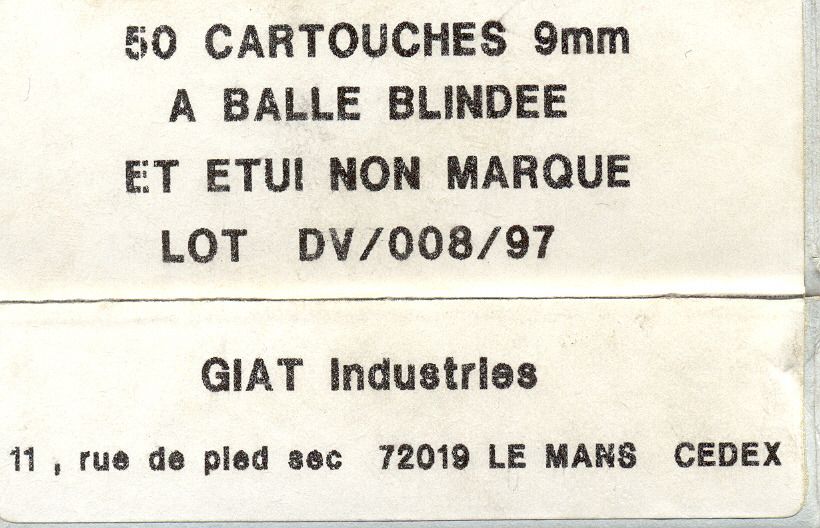 50 CARTOUCHES 9mm
A BALLE BLINDEE
ET ETUI NON MARQUE
LOT DV/008/97
GIAT Industries
11 , rue de pied sec 72019 LE MANS CEDEX